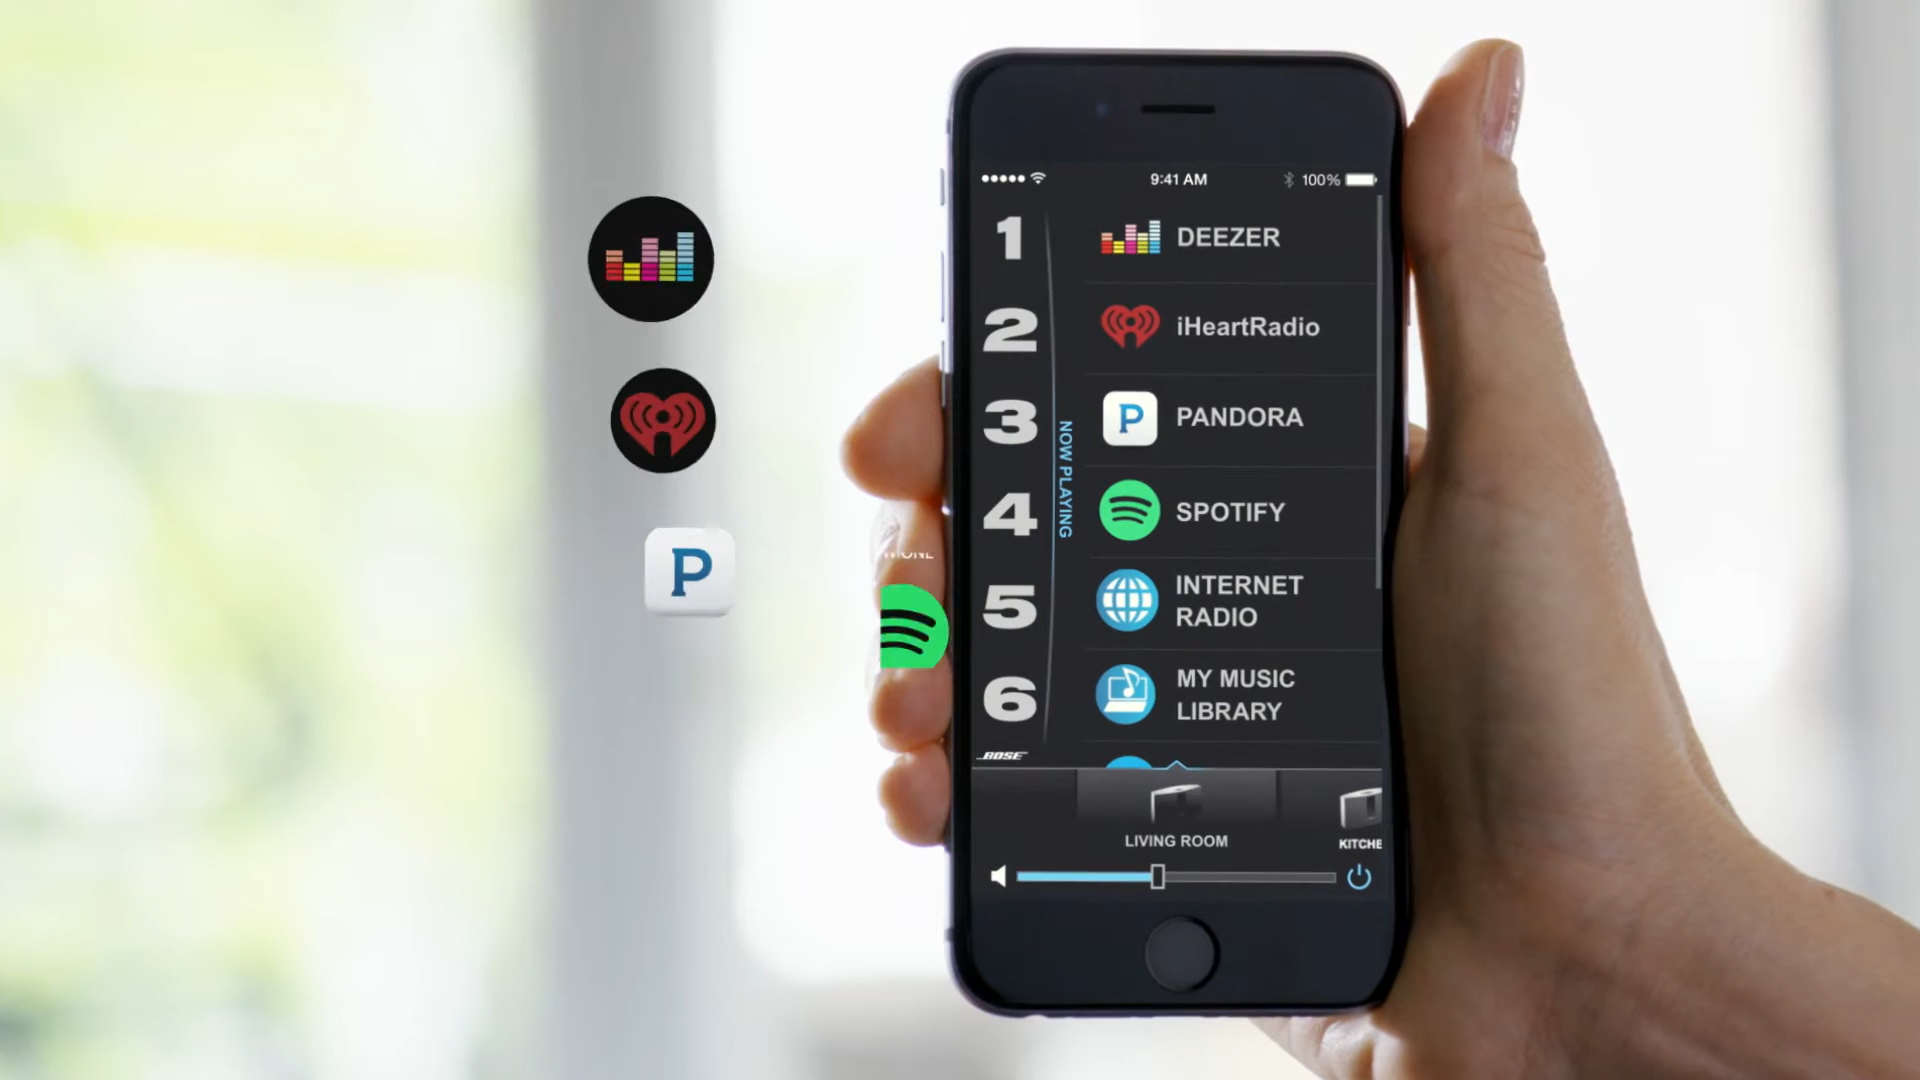 9:41 AM
100%
1
DEEZER
2
iHeartRadio
3
P
PANDORA
NOW PLAYING
4
SPOTIFY
5
INTERNET
RADIO
6
MY MUSIC
LIBRARY
BOSE
LIVING ROOM
KITCHE
P